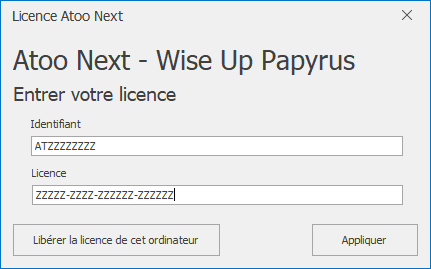 Licence Atoo Next
Atoo Next - Wise Up Papyrus
Entrer votre licence
Identifiant
ATZZZZZZZZ
Licence
ZZZZZ-ZZZZ-ZZZZZZ-ZZZZZZ
Libérer la licence de cet ordinateur
Appliquer